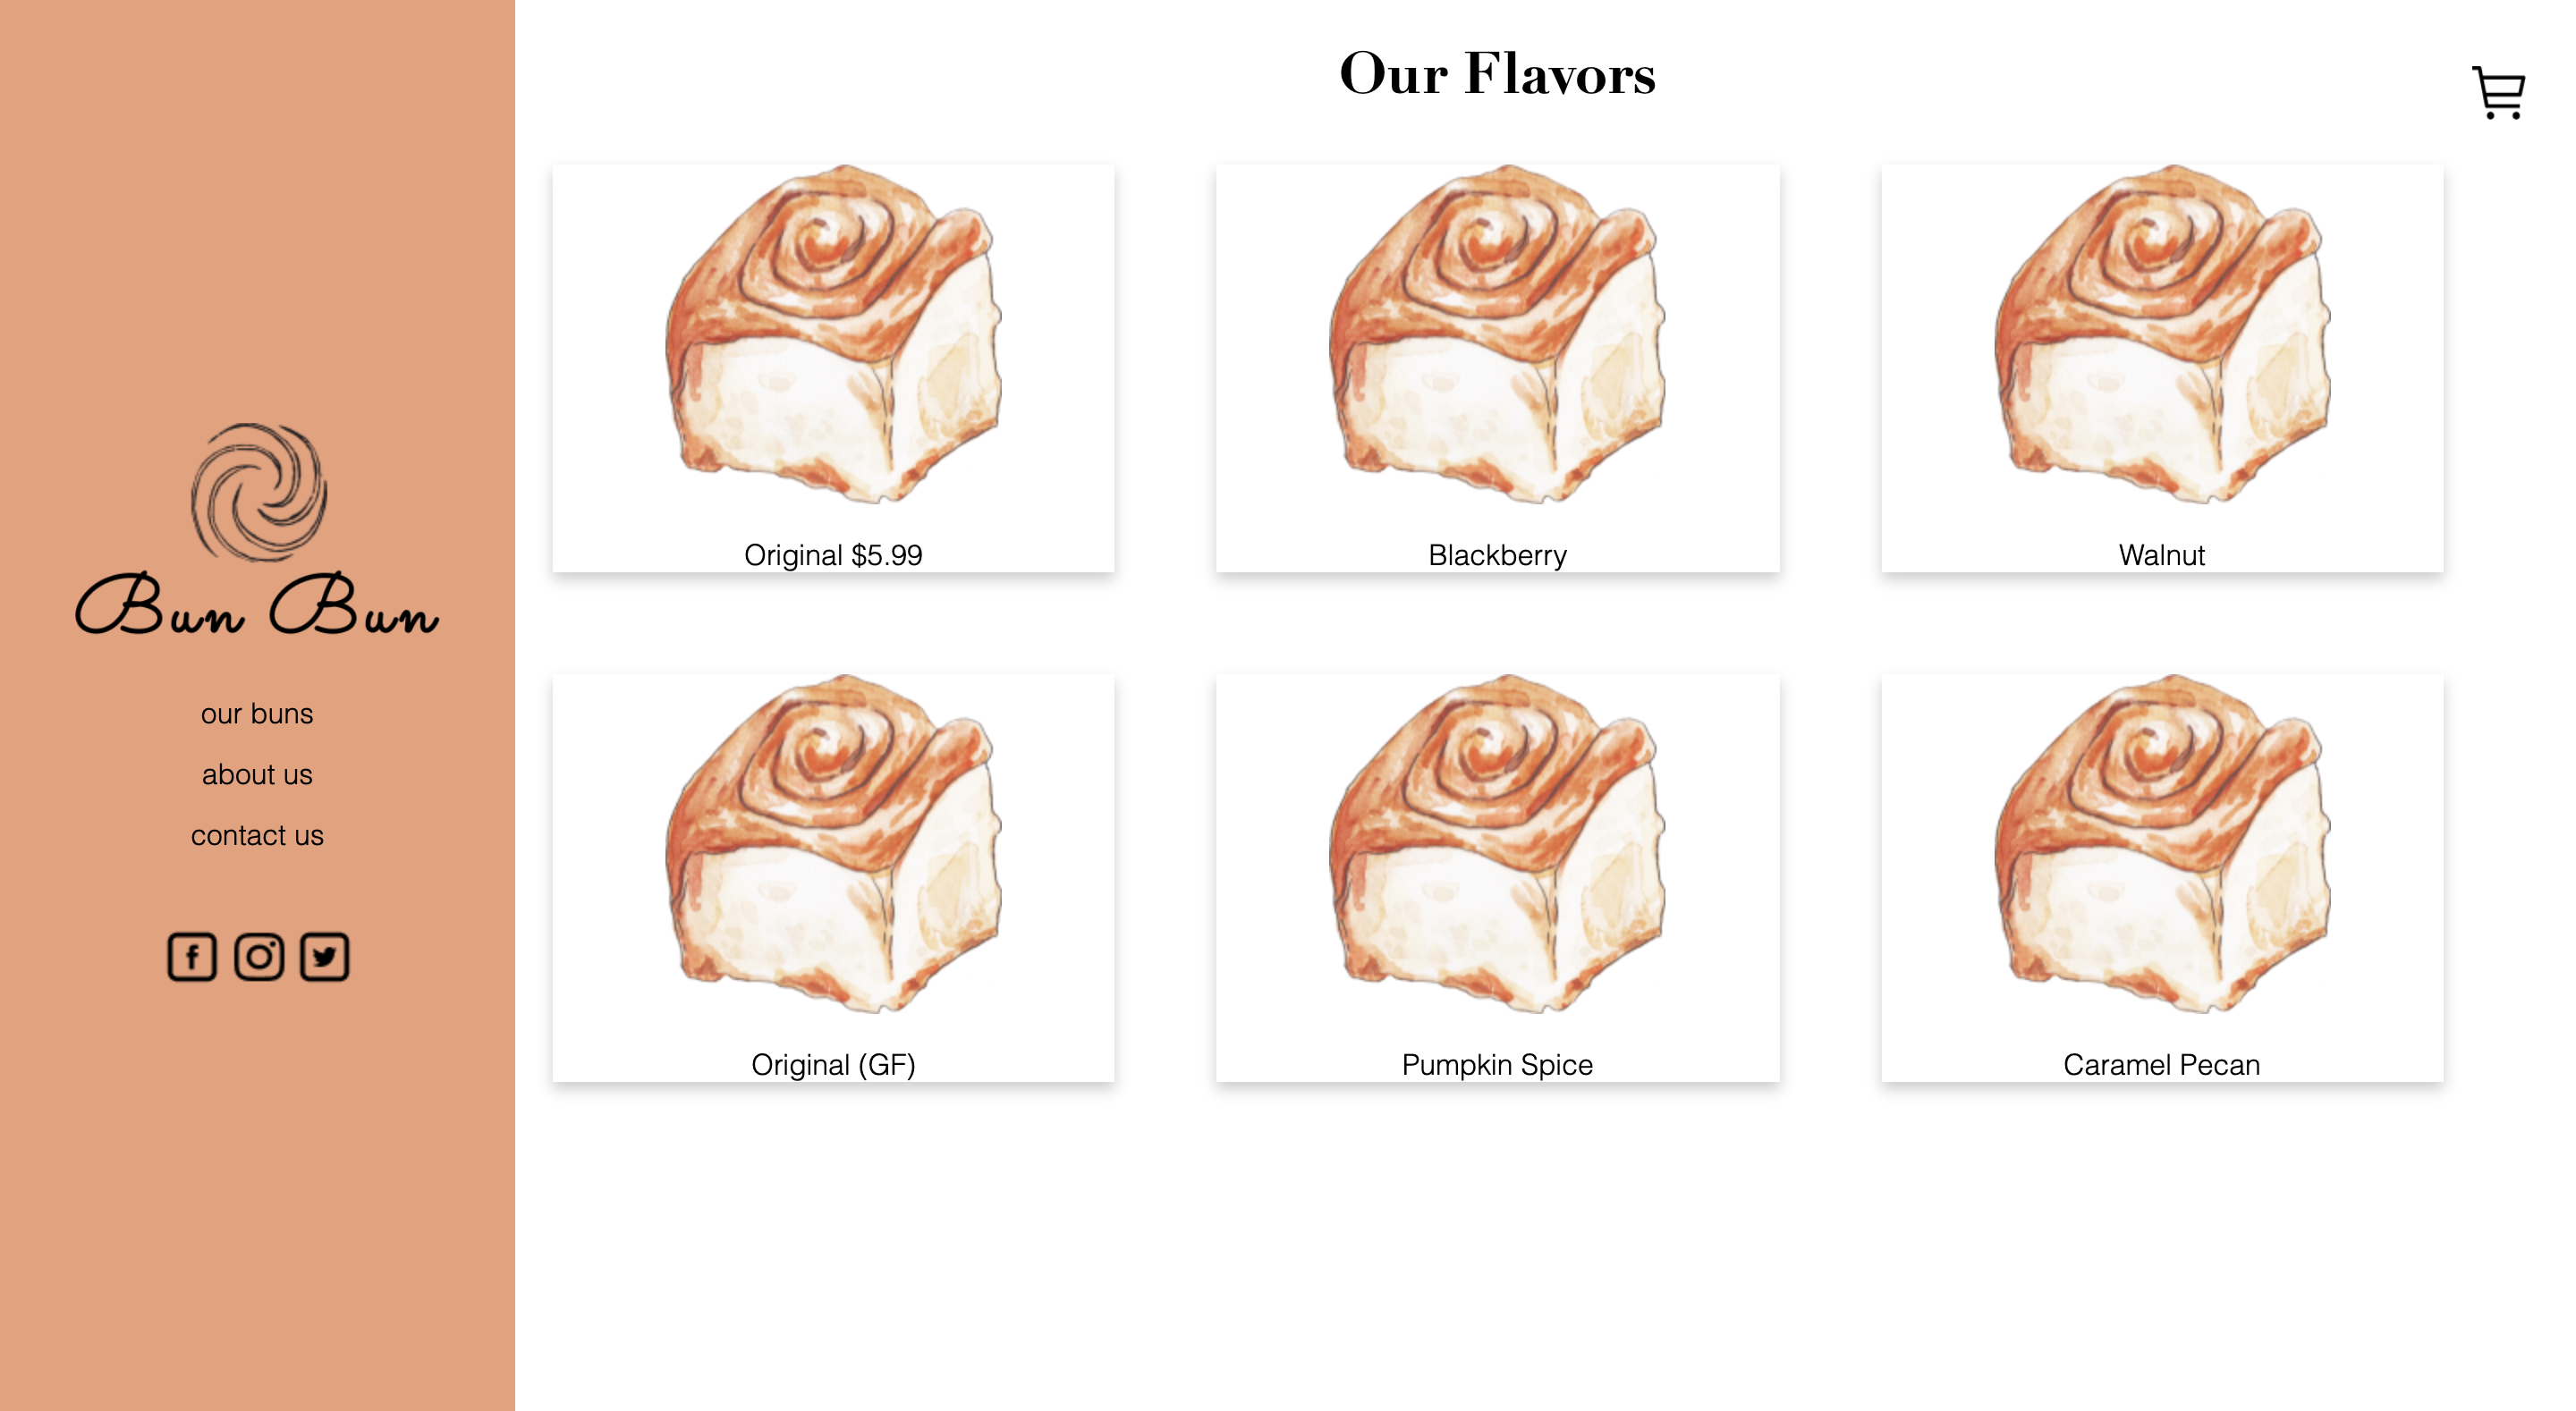 Bun Bun
our buns
about us
contact us
Our Flavors
Original $5.99
Blackberry
Walnut
Original (GF)
Pumpkin Spice
Caramel Pecan